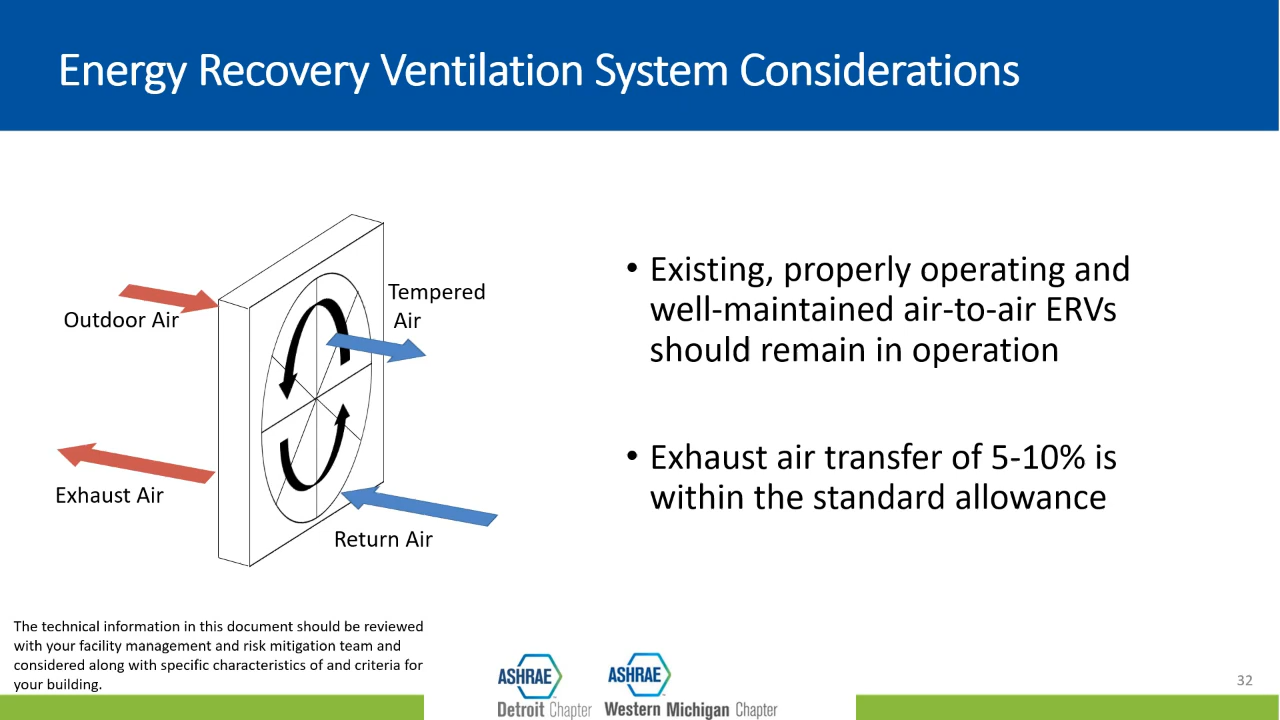 Energy Recovery Ventilation System Considerations
Outdoor Air
Tempered
Air
Exhaust Air
Return Air
• Existing, properly operating and
well-maintained air-to-air ERVs
should remain in operation
• Exhaust air transfer of 5-10% is
within the standard allowance
The technical information in this document should be reviewed
with your facility management and risk mitigation team and
considered along with specific characteristics of and criteria for
your building.
ASHRAE
Detroit Chapter
ASHRAE
Western Michigan Chapter
32